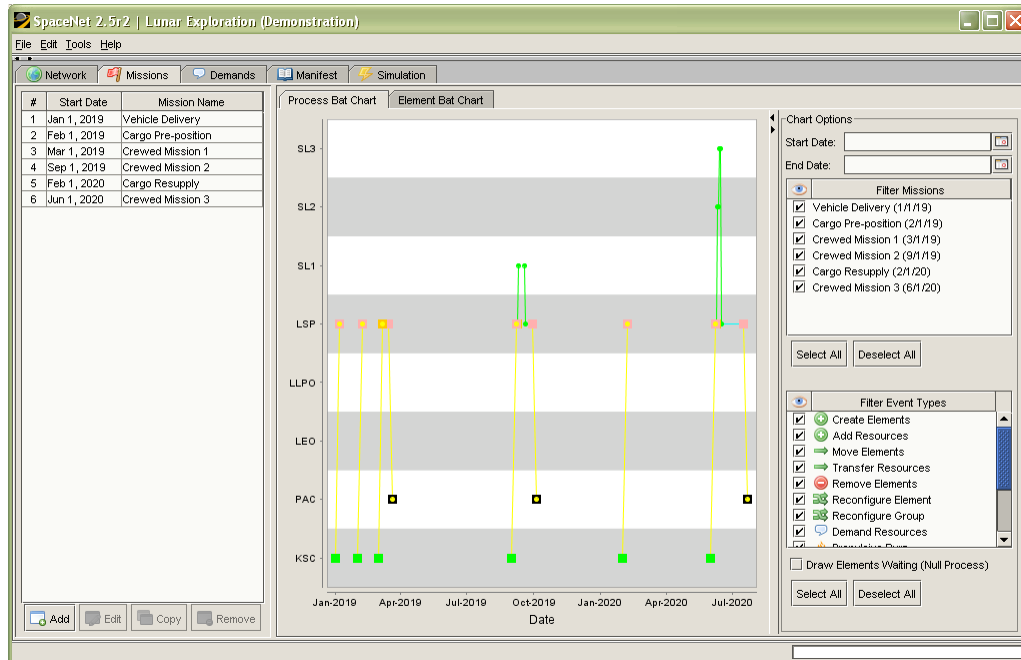 SpaceNet 2.5r2 | Lunar Exploration (Demonstration)
File Edit Tools Help
Network Missions Demands Manifest Simulation
# Start Date Mission Name
1 Jan 1, 2019 Vehicle Delivery
2 Feb 1, 2019 Cargo Pre-position
3 Mar 1, 2019 Crewed Mission 1
4 Sep 1, 2019 Crewed Mission 2
5 Feb 1, 2020 Cargo Resupply
6 Jun 1, 2020 Crewed Mission 3
Add Edit Copy Remove
Process Bat Chart Element Bat Chart
SL3
SL2
SL1
LSP
LLPO
LEO
PAC
KSC
Jan-2019 Apr-2019 Jul-2019 Oct-2019 Jan-2020 Apr-2020 Jul-2020
Date
Chart Options
Start Date:
End Date:
Filter Missions
Vehicle Delivery (1/1/19)
Cargo Pre-position (2/1/19)
Crewed Mission 1 (3/1/19)
Crewed Mission 2 (9/1/19)
Cargo Resupply (2/1/20)
Crewed Mission 3 (6/1/20)
Select All Deselect All
Filter Event Types
Create Elements
Add Resources
Move Elements
Transfer Resources
Remove Elements
Reconfigure Element
Reconfigure Group
Demand Resources
Draw Elements Waiting (Null Process)
Select All Deselect All